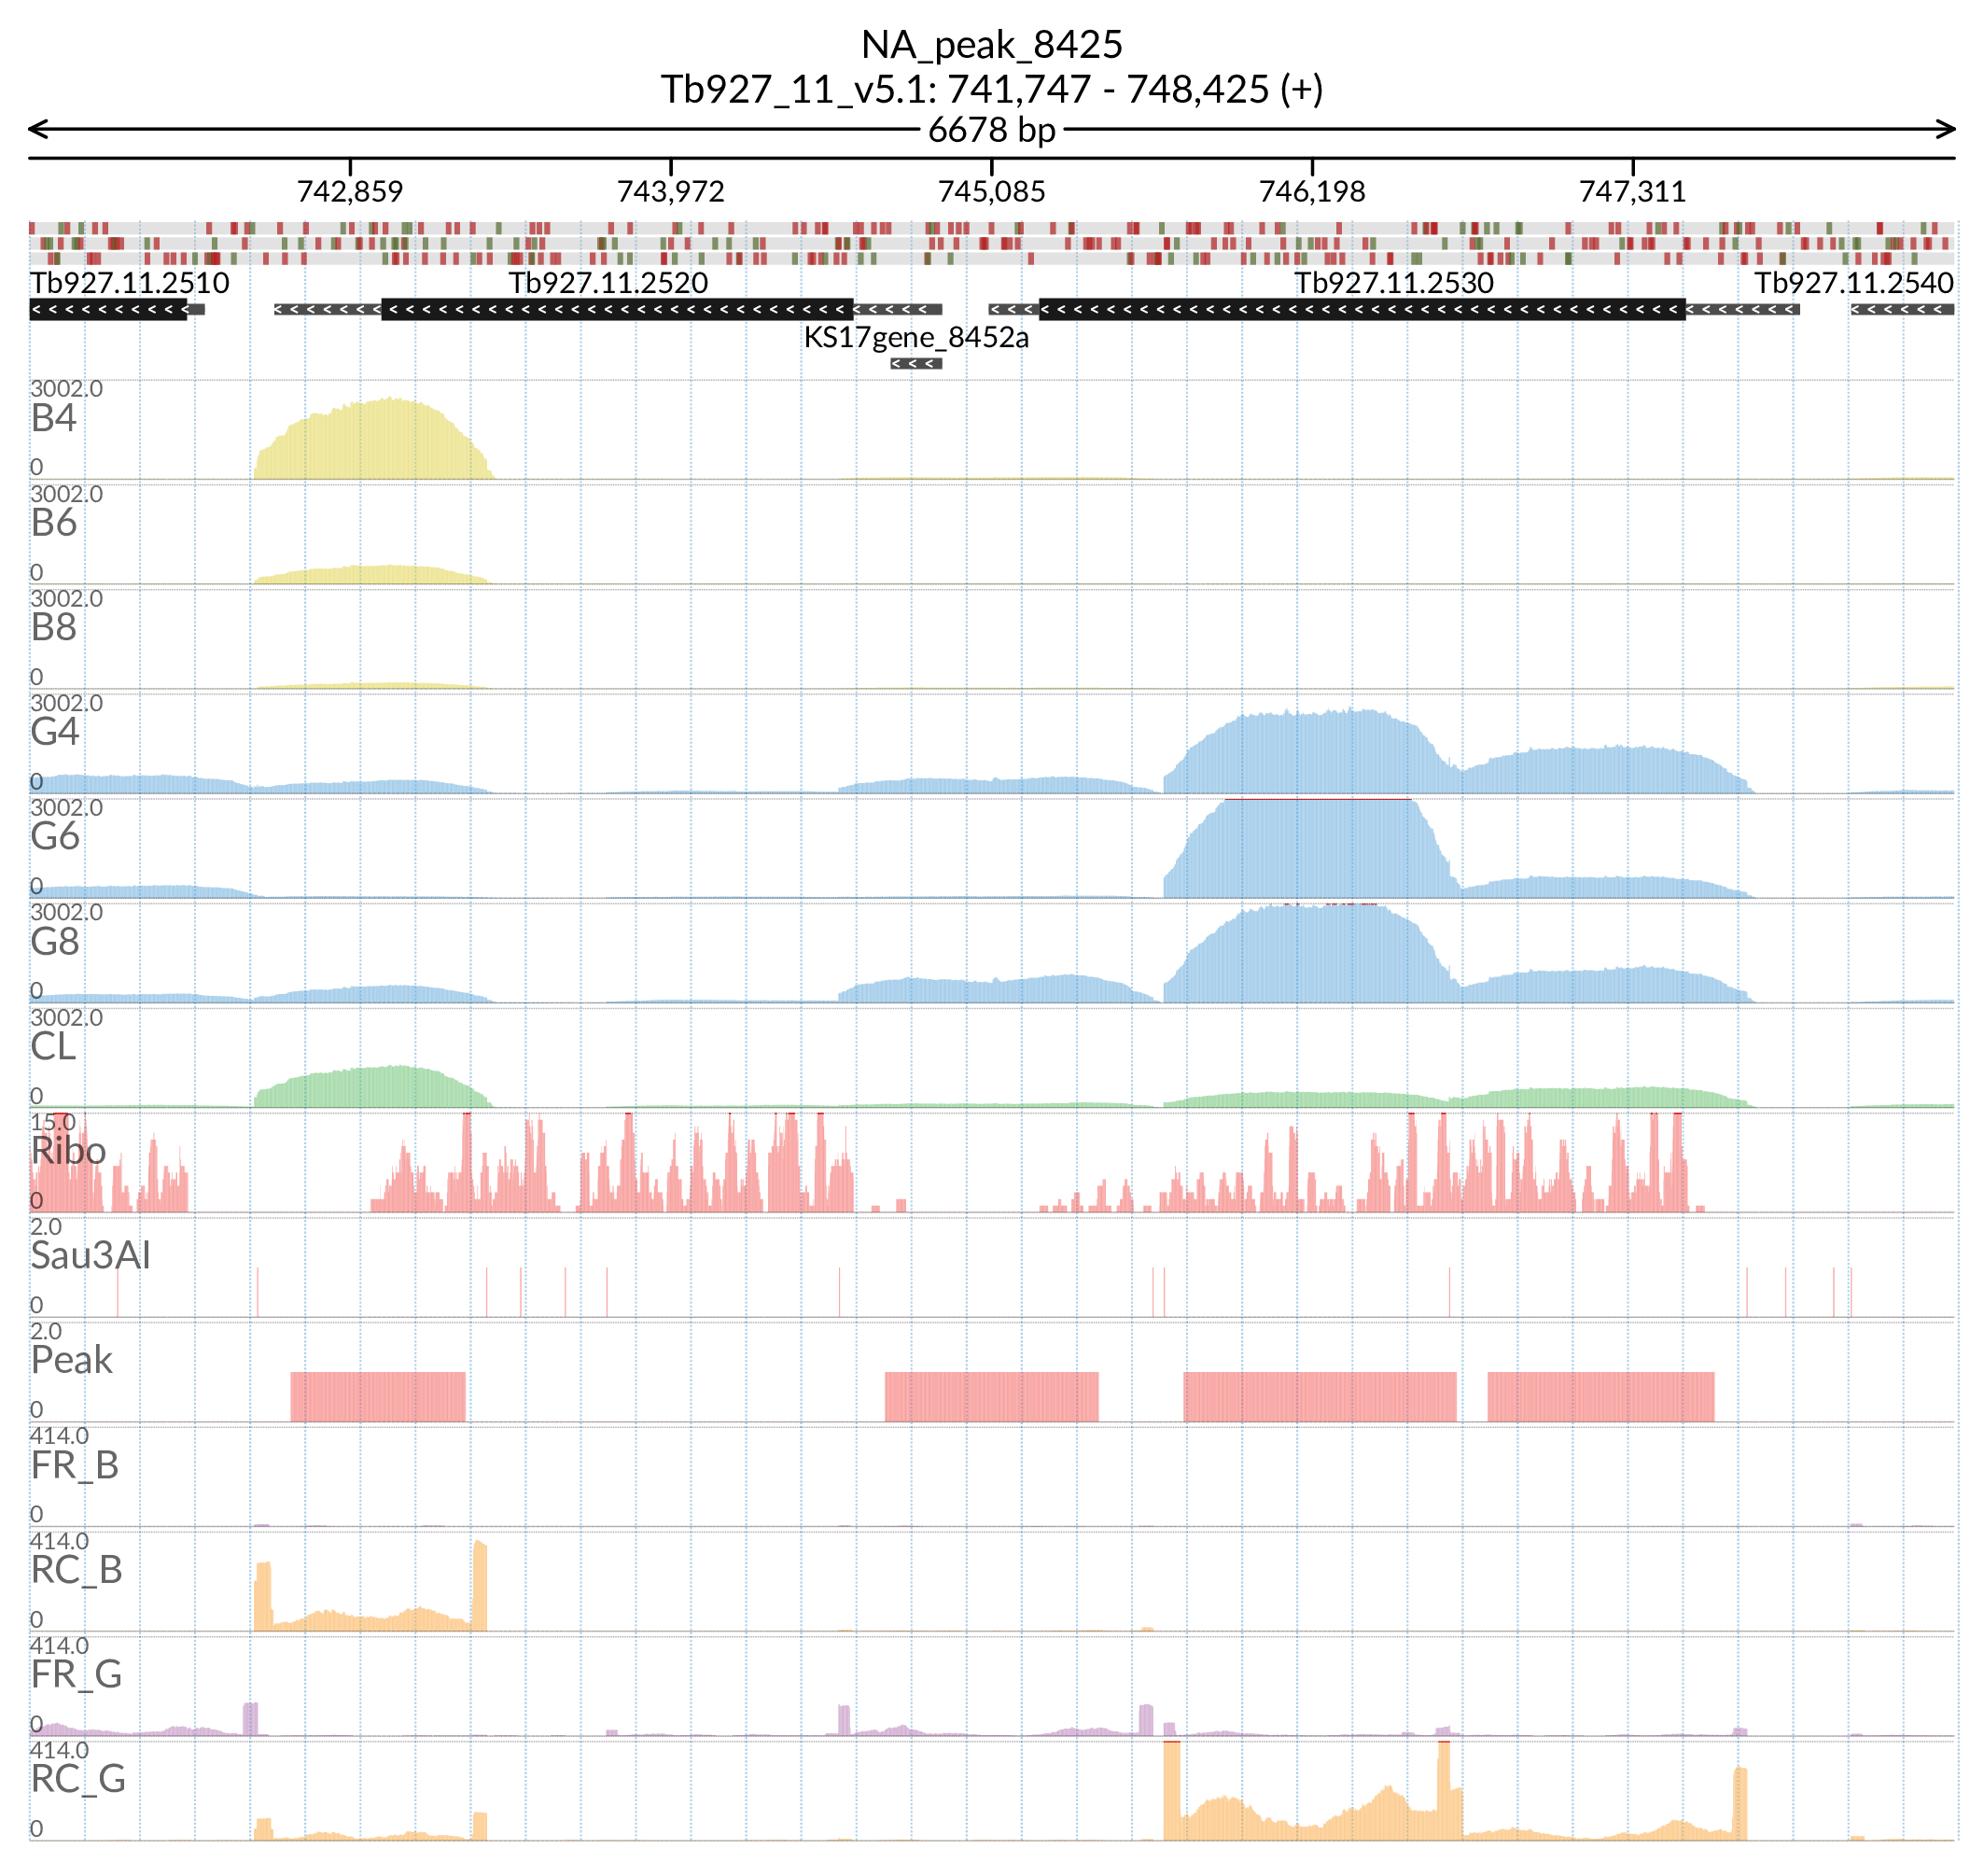 NA_peak_8425
Tb927_11_v5.1: 741,747 - 748,425 (+)
6678 bp
742,859 743,972 745,085 746,198 747,311
Tb927.11.2510 Tb927.11.2520 Tb927.11.2530 Tb927.11.2540
KS17gene_8452a
3002.0
B4
0
3002.0
B6
0
3002.0
B8
0
3002.0
G4
0
3002.0
G6
0
3002.0
G8
0
3002.0
CL
0
15.0
Ribo
0
2.0
Sau3AI
0
2.0
Peak
0
414.0
FR_B
0
414.0
RC_B
0
414.0
FR_G
0
414.0
RC_G
0